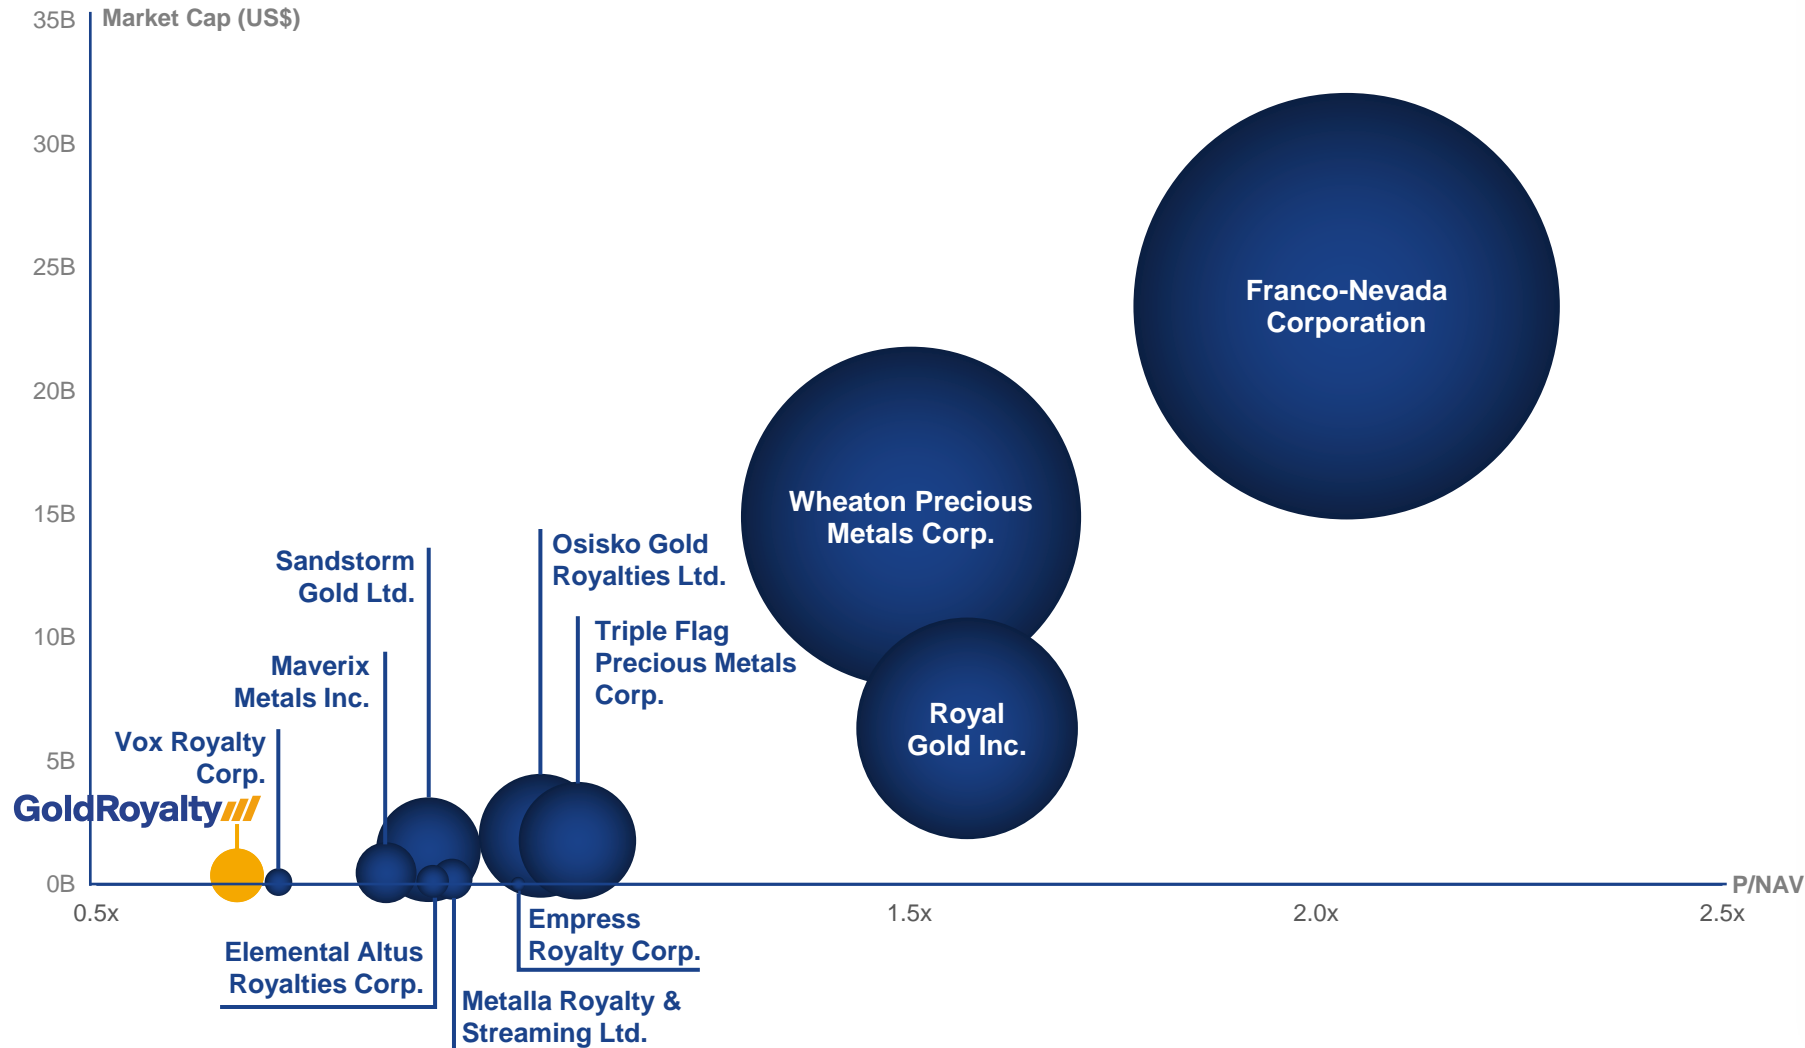 35B
Market Cap (US$)
30B
25B
20B
15B
10B
5B
0B
Franco-Nevada
Corporation
Wheaton Precious
Metals Corp.
Royal
Gold Inc.
Osisko Gold
Royalties Ltd.
Sandstorm
Gold Ltd.
Triple Flag
Precious Metals
Corp.
Maverix
Metals Inc.
Vox Royalty
Corp.
GoldRoyalty
P/NAV
0.5x
1.5x
2.0x
2.5x
Empress
Royalty Corp.
Elemental Altus
Royalties Corp.
Metalla Royalty &
Streaming Ltd.